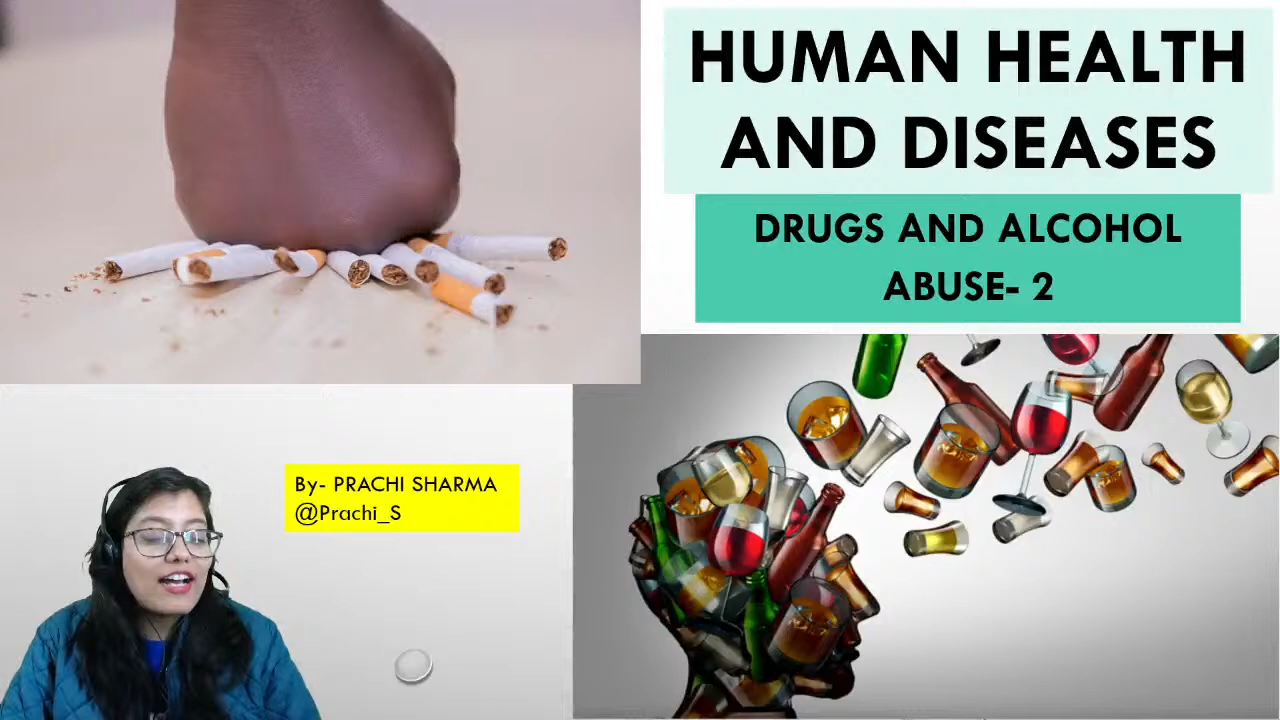 HUMAN HEALTH
AND DISEASES
DRUGS AND ALCOHOL
ABUSE- 2
By- PRACHI SHARMA
@Prachi_S